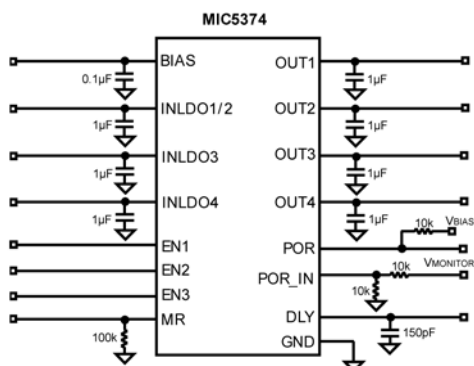 MIC5374
BIAS
0.1µF
INLDO1/2
1µF
INLDO3
1µF
INLDO4
1µF
EN1
EN2
EN3
MR
100k
OUT1
1µF
OUT2
1µF
OUT3
1µF
OUT4
1µF
VBIAS
10k
POR
VMONITOR
10k
POR_IN
10k
DLY
150pF
GND